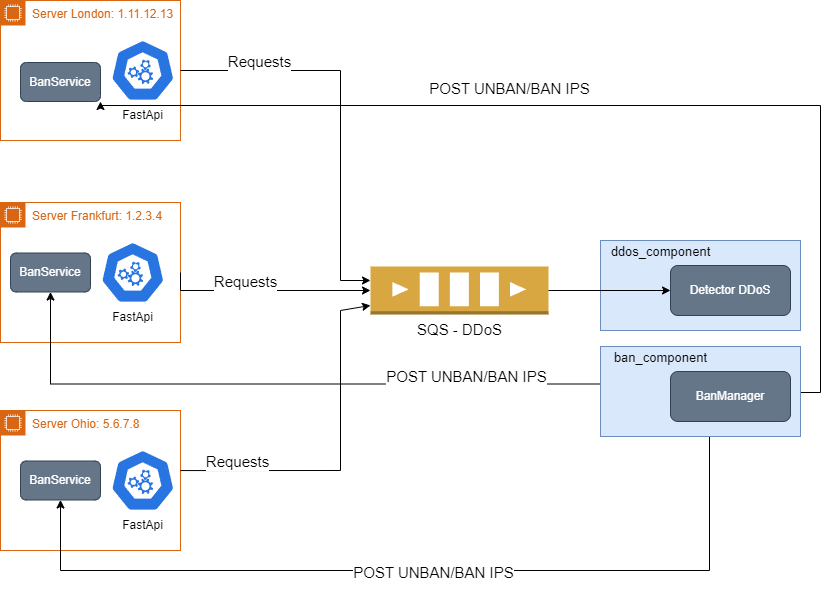 Server London: 1.11.12.13
BanService
FastApi
Requests
POST UNBAN/BAN IPS
Server Frankfurt: 1.2.3.4
BanService
FastApi
Requests
SQS - DDoS
ddos_component
Detector DDoS
ban_component
BanManager
POST UNBAN/BAN IPS
Server Ohio: 5.6.7.8
BanService
FastApi
Requests
POST UNBAN/BAN IPS